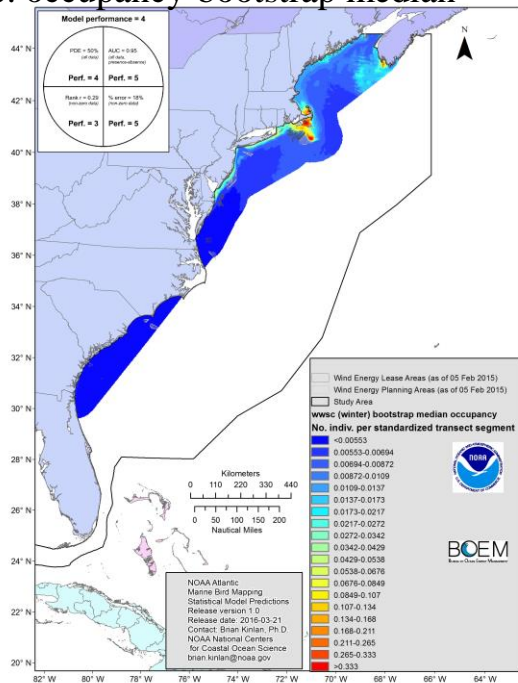 occupancy bootstrap median
Model performance = 4
PDE = 50%
(all data)
Perf. = 4
AUC = 0.95
(all data, presence-absence)
Perf. = 5
Rank r = 0.29
(non-zero data)
Perf. = 3
% error = 18%
(non-zero data)
Perf. = 5
N
44°N
42°N
40°N
38°N
36°N
34°N
32°N
30°N
28°N
26°N
24°N
22°N
20°N
82°W
80°W
78°W
76°W
74°W
72°W
70°W
68°W
66°W
64°W
Kilometers
0 110 220 330 440
0 50 100 150 200
Nautical Miles
NOAA Atlantic
Marine Bird Mapping
Statistical Model Predictions
Release version 1.0
Release date: 2016-03-21
Contact: Brian Kinlan, Ph.D.
NOAA National Centers
for Coastal Ocean Science
brian.kinlan@noaa.gov
Wind Energy Lease Areas (as of 05 Feb 2015)
Wind Energy Planning Areas (as of 05 Feb 2015)
Study Area
wwsc (winter) bootstrap median occupancy
No. indiv. per standardized transect segment
<0.00553
0.00553-0.00694
0.00694-0.00872
0.00872-0.0109
0.0109-0.0137
0.0137-0.0173
0.0173-0.0217
0.0217-0.0272
0.0272-0.0342
0.0342-0.0429
0.0429-0.0538
0.0538-0.0676
0.0676-0.0849
0.0849-0.107
0.107-0.134
0.134-0.168
0.168-0.211
0.211-0.265
0.265-0.333
>0.333
NOAA
BOEM
BUREAU OF OCEAN ENERGY MANAGEMENT